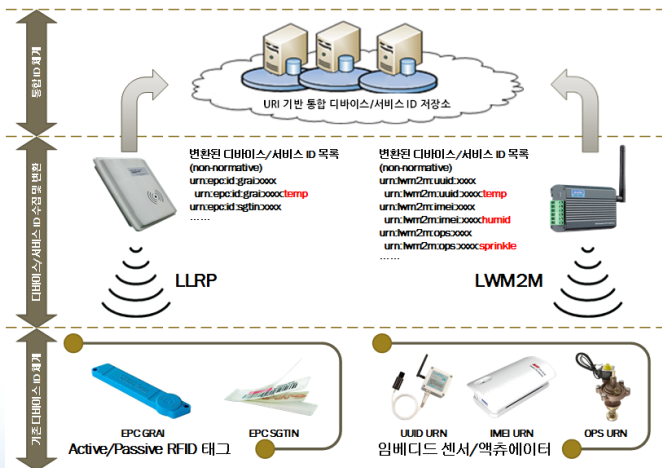 통합 ID 체계
URI 기반 통합 디바이스/서비스 ID 저장소
디바이스/서비스 ID 수집 및 변환
변환된 디바이스/서비스 ID 목록
(non-normative)
urn:epc:id:grai:xxxx
urn:epc:id:grai:xxxx:temp
urn:epc:id:sgtin:xxxx
……
LLRP
변환된 디바이스/서비스 ID 목록
(non-normative)
urn:lwm2m:uuid:xxxx
urn:lwm2m:uuid:xxxx:temp
urn:lwm2m:imei:xxxx
urn:lwm2m:imei:xxxx:humid
urn:lwm2m:ops:xxxx
urn:lwm2m:ops:xxxx:sprinkle
……
LWM2M
기존 디바이스 ID 체계
EPC GRAI
EPC SGTIN
Active/Passive RFID 태그
UUID URN
IMEI URN
OPS URN
임베디드 센서/액츄에이터